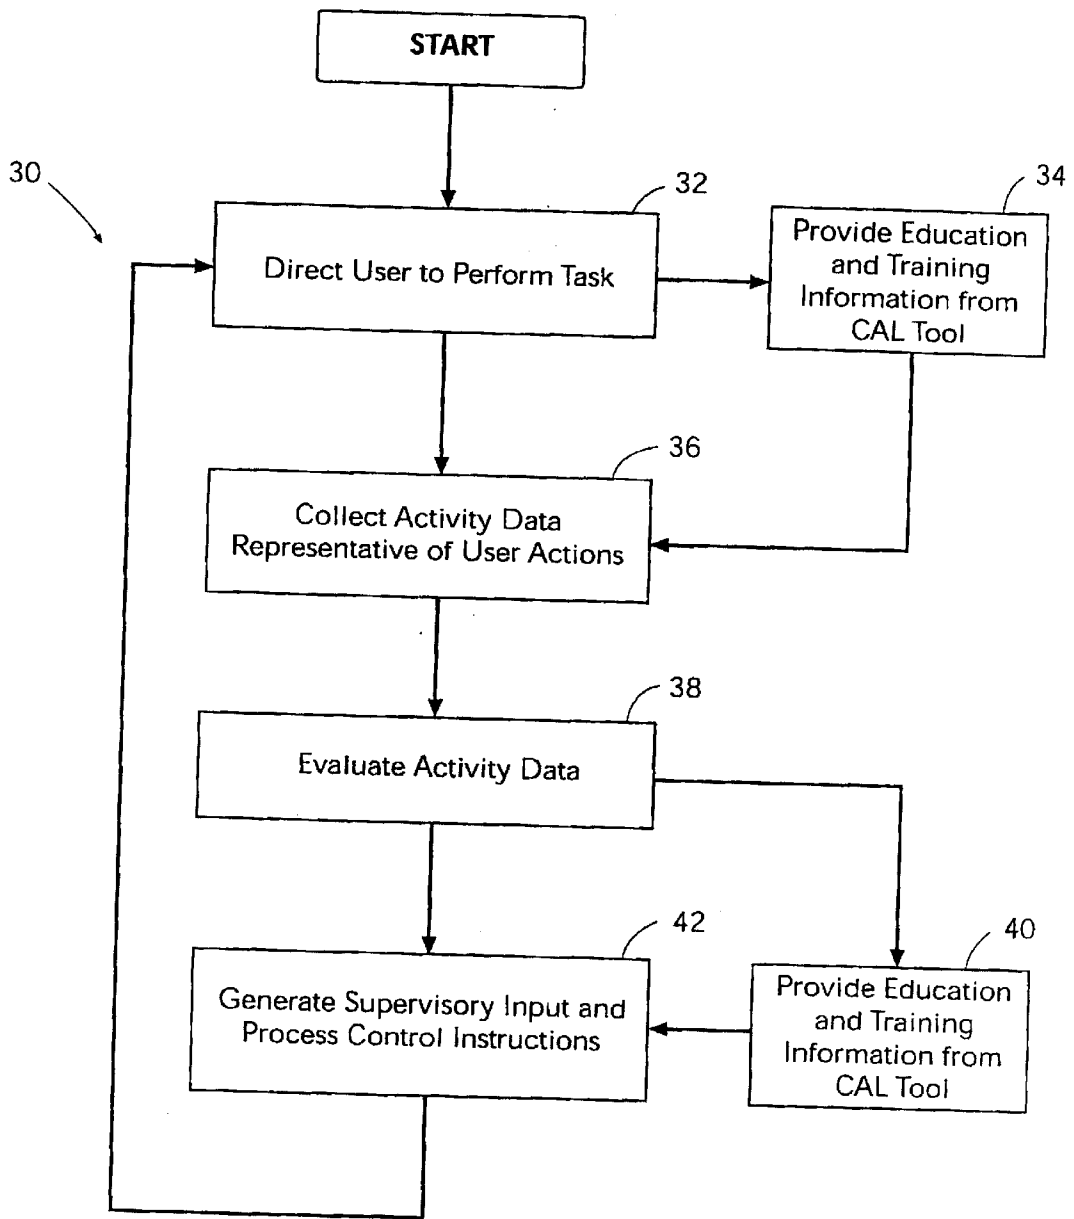 START
30
32
34
Direct User to Perform Task
Provide Education
and Training
Information from
CAL Tool
36
Collect Activity Data
Representative of User Actions
38
Evaluate Activity Data
42
40
Generate Supervisory Input and
Process Control Instructions
Provide Education
and Training
Information from
CAL Tool